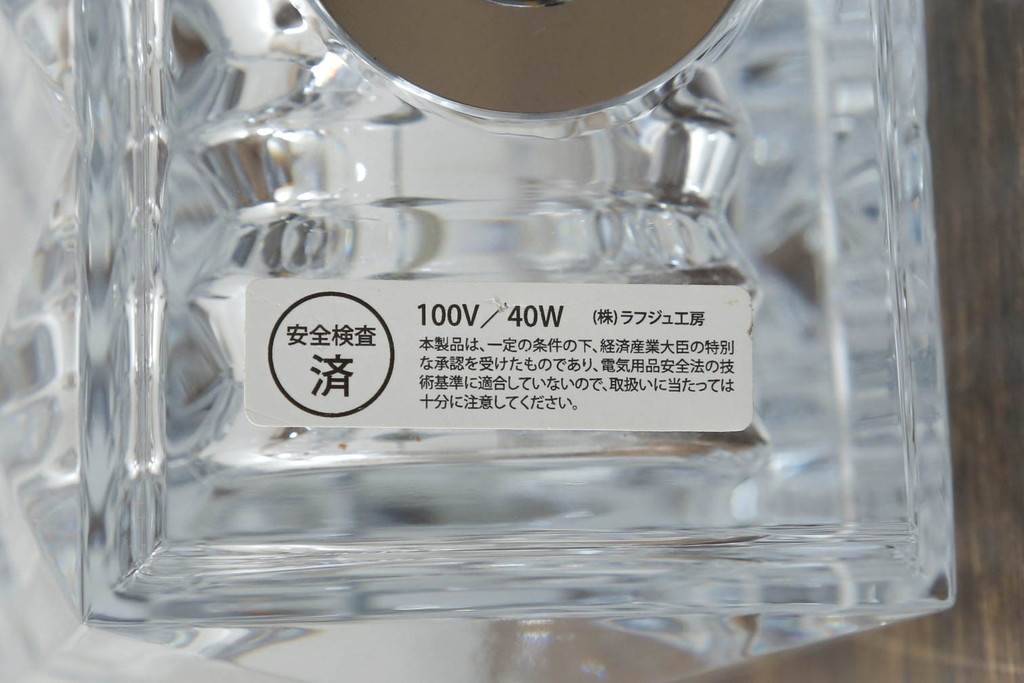 安全検査
済
100V／40W (株)ラフジュ工房
本製品は、一定の条件の下、経済産業大臣の特別
な承認を受けたものであり、電気用品安全法の技
術基準に適合していないので、取扱いに当たっては
十分に注意してください。